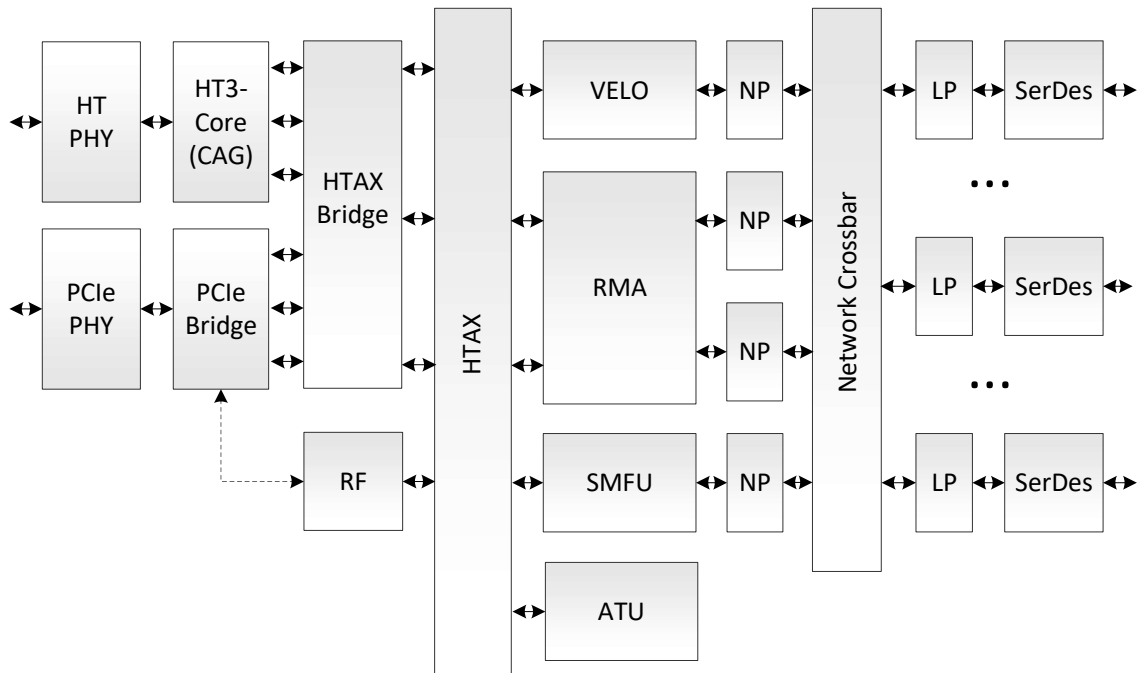 HT
PHY
HT3-
Core
(CAG)
HTAX
Bridge
PCIe
PHY
PCIe
Bridge
RF
HTAX
VELO
NP
RMA
NP
NP
SMFU
NP
ATU
Network Crossbar
LP
SerDes
...
LP
SerDes
...
LP
SerDes